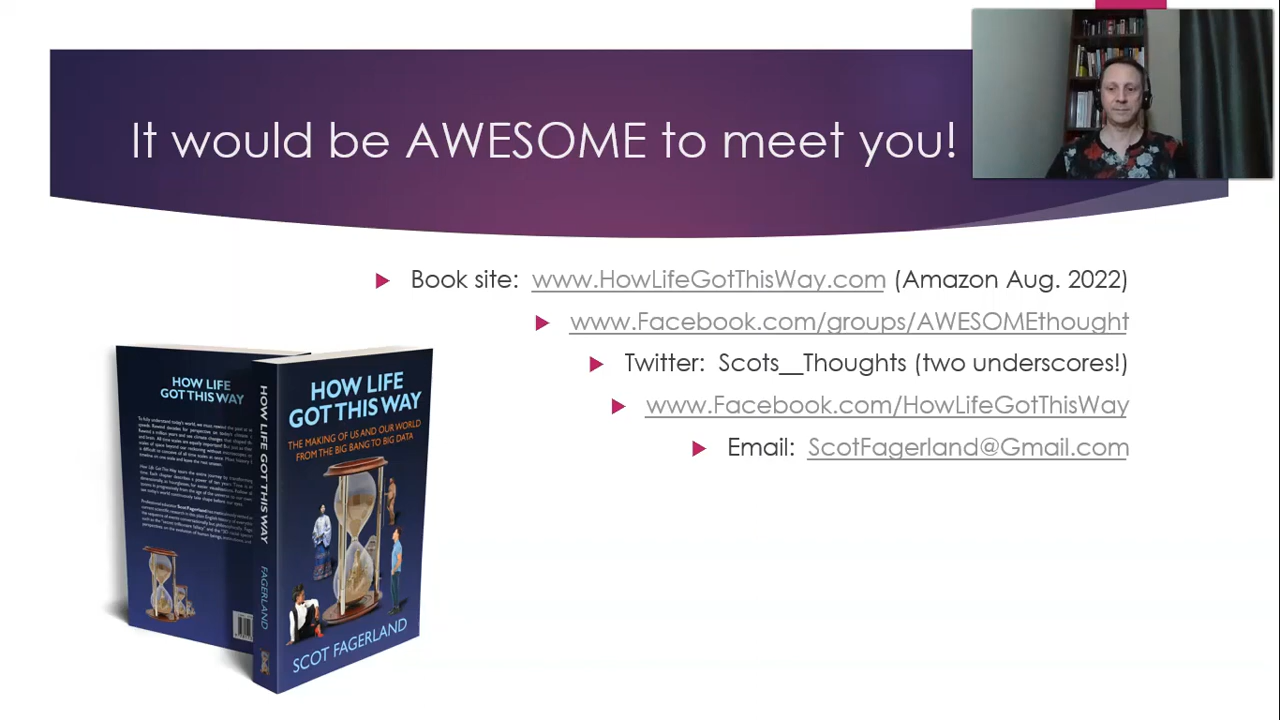 It would be AWESOME to meet you!
Book site: www.HowLifeGotThisWay.com (Amazon Aug. 2022)
www.Facebook.com/groups/AWESOMEthought
Twitter: Scots__Thoughts (two underscores!)
www.Facebook.com/HowLifeGotThisWay
Email: ScotFagerland@Gmail.com
HOW LIFE
GOT THIS WAY
HOW LIFE GOT THIS WAY
FAGERLAND
HOW LIFE
GOT THIS WAY
THE MAKING OF US AND OUR WORLD
FROM THE BIG BANG TO BIG DATA
SCOT FAGERLAND